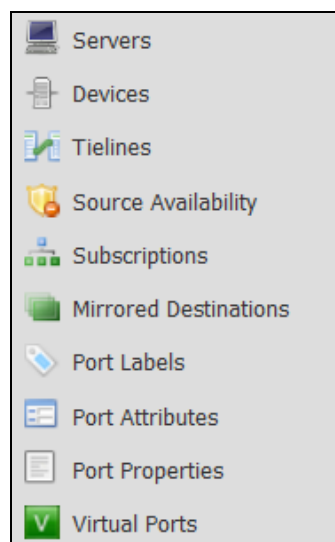 Servers
Devices
Tielines
Source Availability
Subscriptions
Mirrored Destinations
Port Labels
Port Attributes
Port Properties
V Virtual Ports